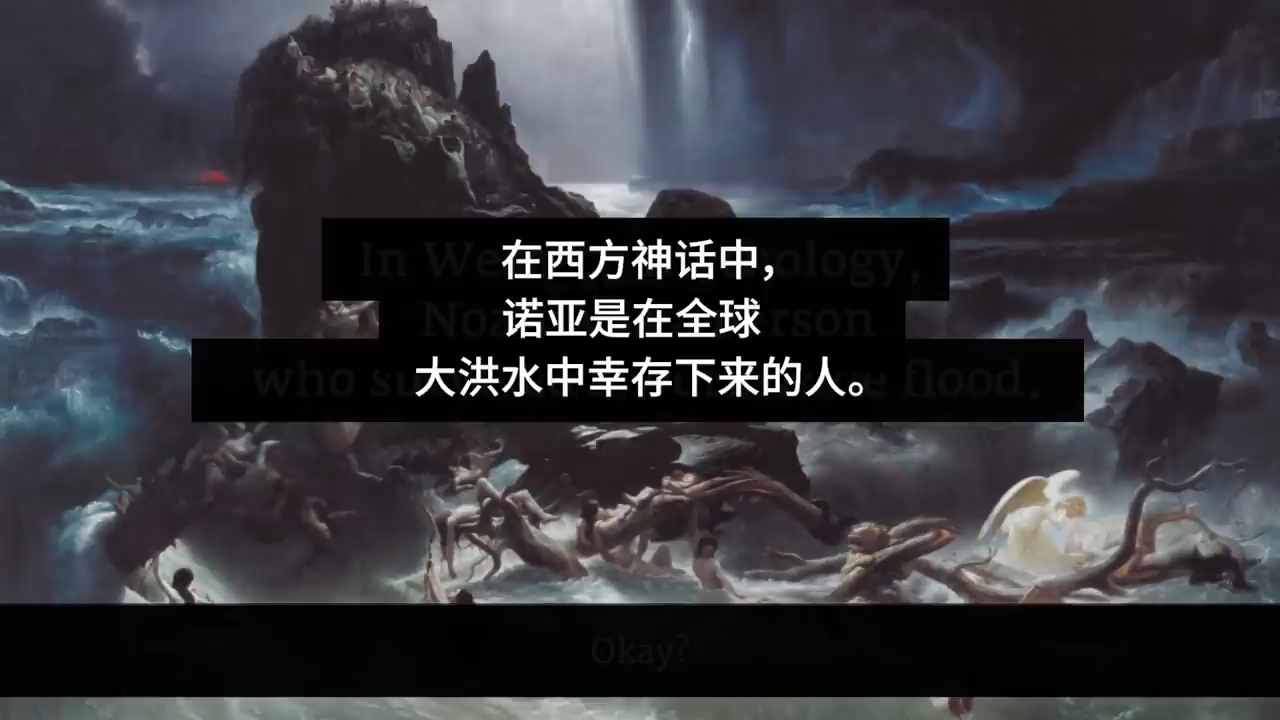 在西方神话中，
诺亚是在全球
大洪水中幸存下来的人。
Okay?